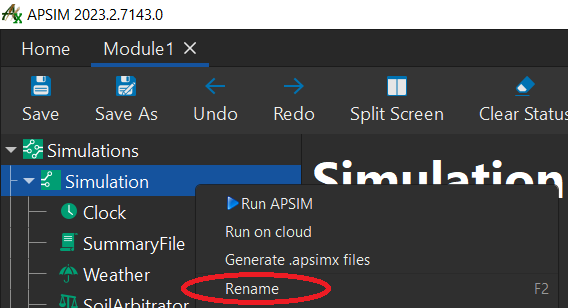 APSIM 2023.2.7143.0
Home Module1 ×
Save Save As Undo Redo Split Screen Clear Status
Simulations
Simulation Simulation
Run APSIM
Clock
Run on cloud
SummaryFile
Generate .apsimx files
Weather
Rename F2
SoilArbitrator